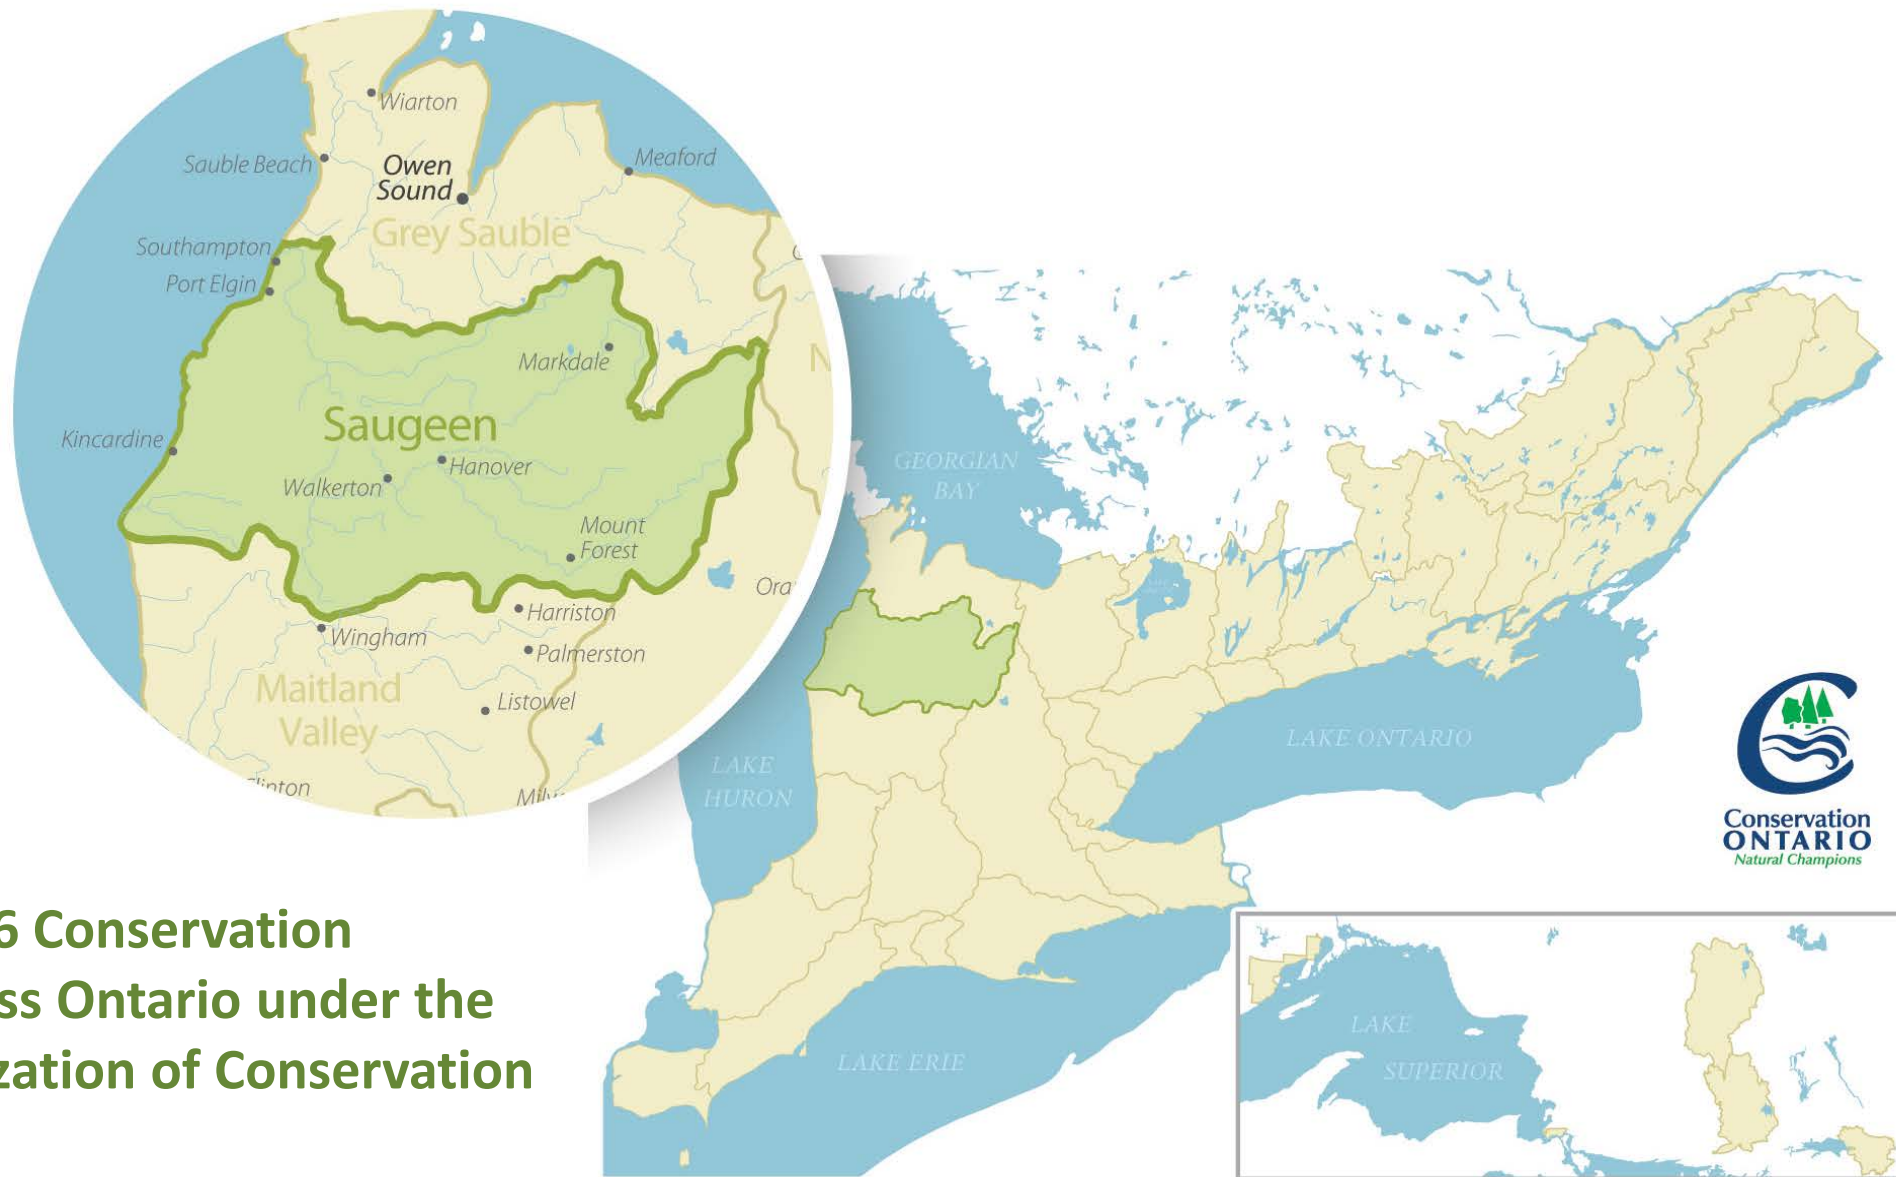 Wiarton
Sauble Beach
Owen
Sound
Meaford
Grey Sauble
Southampton
Port Elgin
Markdale
Saugeen
Kincardine
Hanover
Walkerton
Mount
Forest
Harriston
Wingham
Palmerston
Maitland
Valley
Listowel
GEORGIAN
BAY
LAKE
HURON
LAKE ONTARIO
LAKE ERIE
LAKE
SUPERIOR
Conservation
ONTARIO
Natural Champions
6 Conservation
ss Ontario under the
zation of Conservation